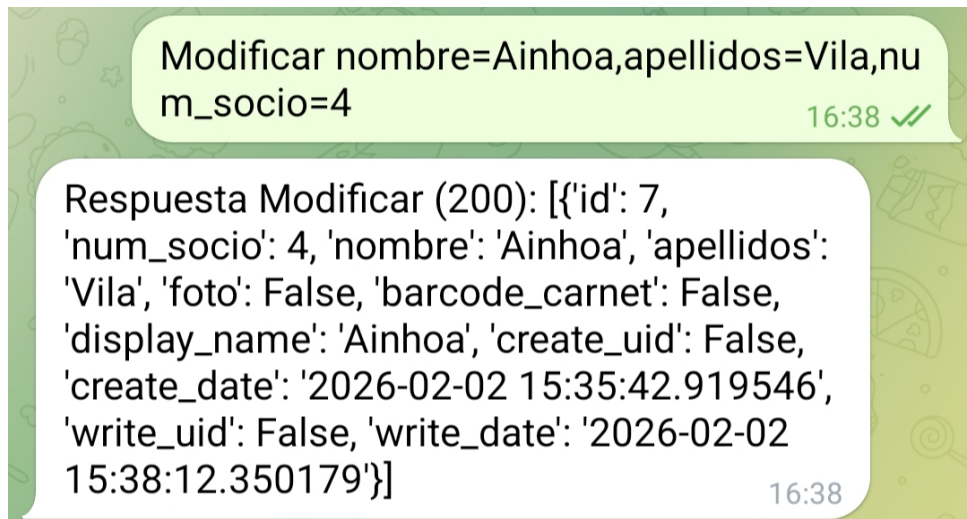 Modificar nombre=Ainhoa,apellidos=Vila,nu
m_socio=4
16:38
Respuesta Modificar (200): [{'id': 7,
'num_socio': 4, 'nombre': 'Ainhoa', 'apellidos':
'Vila', 'foto': False, 'barcode_carnet': False,
'display_name': 'Ainhoa', 'create_uid': False,
'create_date': '2026-02-02 15:35:42.919546',
'write_uid': False, 'write_date': '2026-02-02
15:38:12.350179'}]
16:38